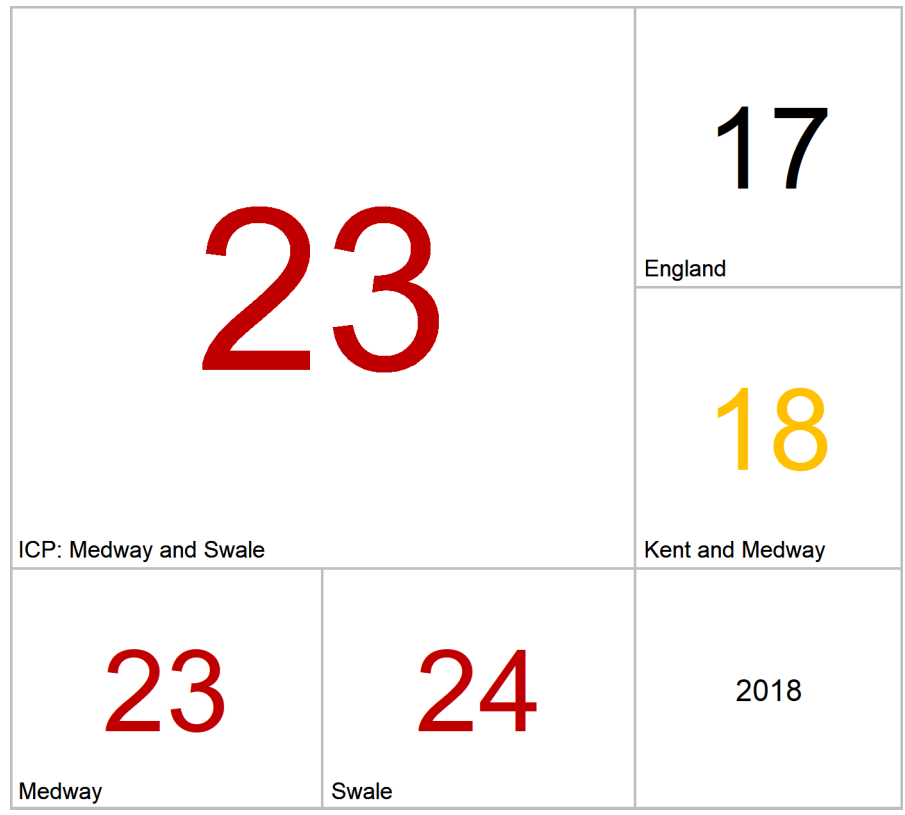 23
ICP: Medway and Swale
17
England
18
Kent and Medway
23
Medway
24
Swale
2018